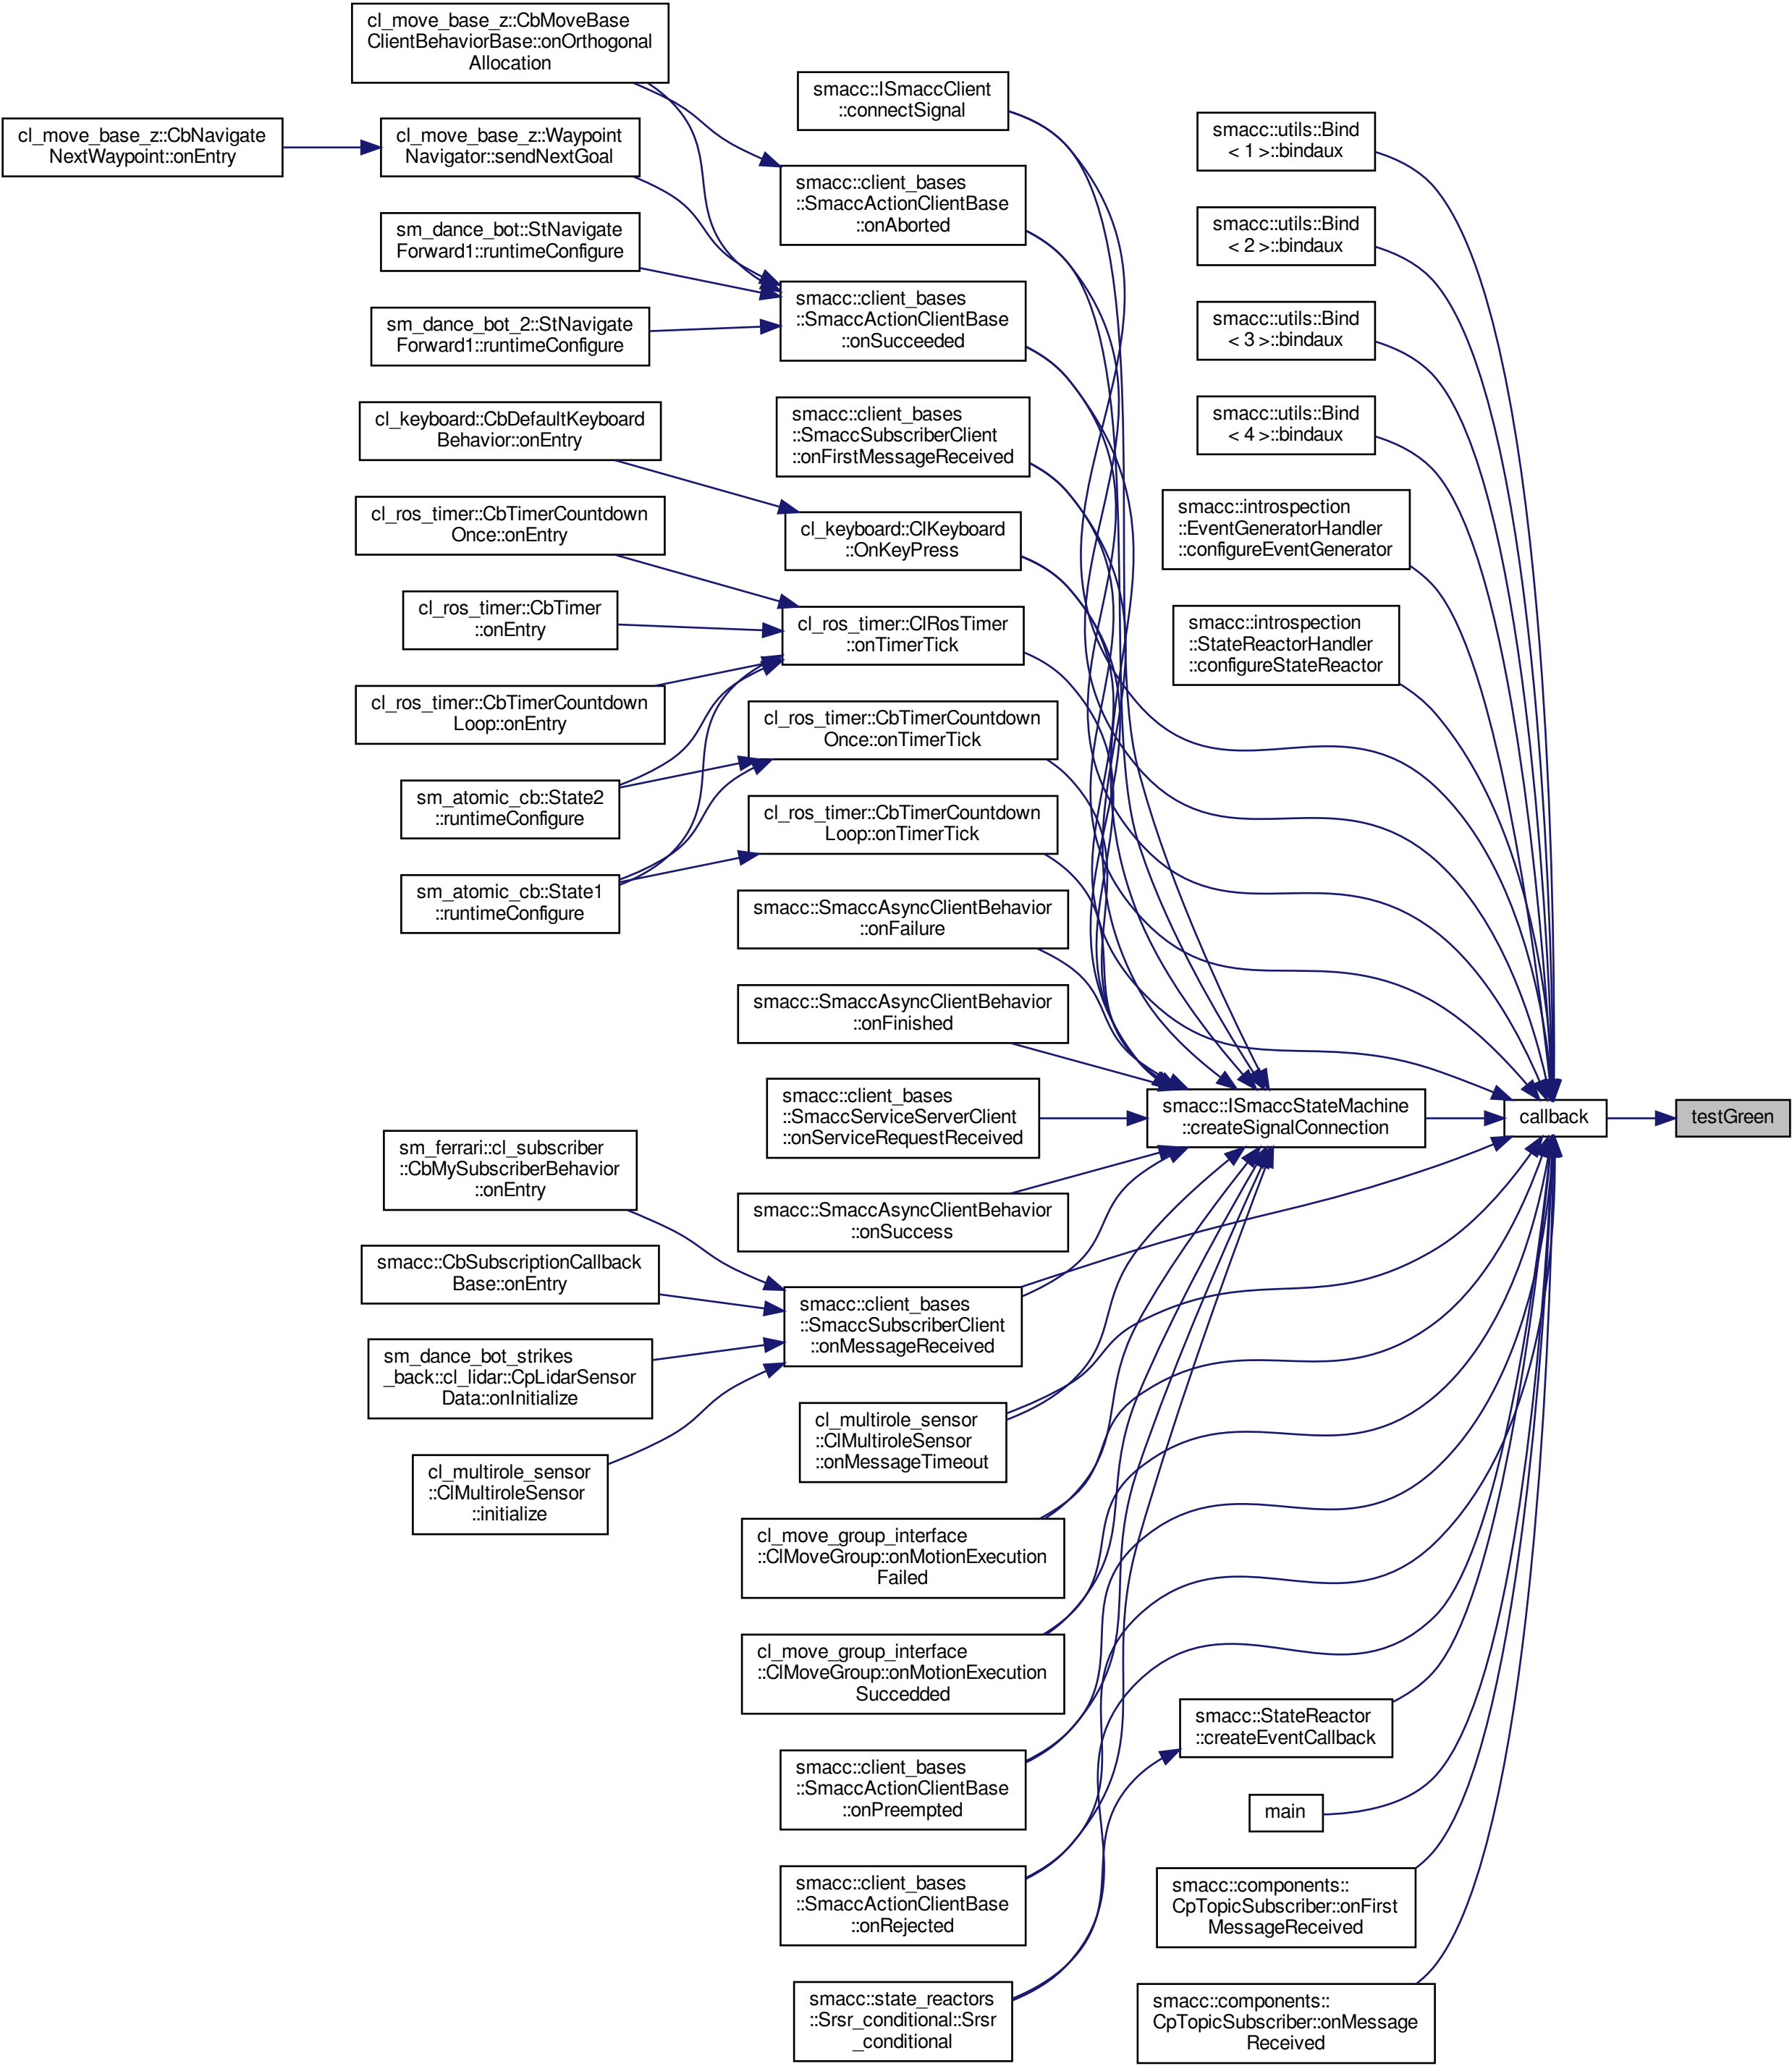 cl_move_base_z::CbMoveBase
ClientBehaviorBase::onOrthogonal
Allocation
cl_move_base_z::CbNavigate
NextWaypoint::onEntry
cl_move_base_z::Waypoint
Navigator::sendNextGoal
sm_dance_bot::StNavigate
Forward1::runtimeConfigure
sm_dance_bot_2::StNavigate
Forward1::runtimeConfigure
cl_keyboard::CbDefaultKeyboard
Behavior::onEntry
cl_ros_timer::CbTimerCountdown
Once::onEntry
cl_ros_timer::CbTimer
::onEntry
cl_ros_timer::CbTimerCountdown
Loop::onEntry
sm_atomic_cb::State2
::runtimeConfigure
sm_atomic_cb::State1
::runtimeConfigure
sm_ferrari::cl_subscriber
::CbMySubscriberBehavior
::onEntry
smacc::CbSubscriptionCallback
Base::onEntry
sm_dance_bot_strikes
_back::cl_lidar::CpLidarSensor
Data::onInitialize
cl_multirole_sensor
::ClMultiroleSensor
::initialize
smacc::ISmaccClient
::connectSignal
smacc::client_bases
::SmaccActionClientBase
::onAborted
smacc::client_bases
::SmaccActionClientBase
::onSucceeded
smacc::client_bases
::SmaccSubscriberClient
::onFirstMessageReceived
cl_keyboard::ClKeyboard
::OnKeyPress
cl_ros_timer::ClRosTimer
::onTimerTick
cl_ros_timer::CbTimerCountdown
Once::onTimerTick
cl_ros_timer::CbTimerCountdown
Loop::onTimerTick
smacc::SmaccAsyncClientBehavior
::onFailure
smacc::SmaccAsyncClientBehavior
::onFinished
smacc::client_bases
::SmaccServiceServerClient
::onServiceRequestReceived
smacc::SmaccAsyncClientBehavior
::onSuccess
smacc::client_bases
::SmaccSubscriberClient
::onMessageReceived
cl_multirole_sensor
::ClMultiroleSensor
::onMessageTimeout
cl_move_group_interface
::ClMoveGroup::onMotionExecution
Failed
cl_move_group_interface
::ClMoveGroup::onMotionExecution
Succedded
smacc::client_bases
::SmaccActionClientBase
::onPreempted
smacc::client_bases
::SmaccActionClientBase
::onRejected
smacc::state_reactors
::Srsr_conditional::Srsr
_conditional
smacc::utils::Bind
< 1 >::bindaux
smacc::utils::Bind
< 2 >::bindaux
smacc::utils::Bind
< 3 >::bindaux
smacc::utils::Bind
< 4 >::bindaux
smacc::introspection
::EventGeneratorHandler
::configureEventGenerator
smacc::introspection
::StateReactorHandler
::configureStateReactor
smacc::ISmaccStateMachine
::createSignalConnection
smacc::StateReactor
::createEventCallback
main
smacc::components::
CpTopicSubscriber::onFirst
MessageReceived
smacc::components::
CpTopicSubscriber::onMessage
Received
callback
testGreen